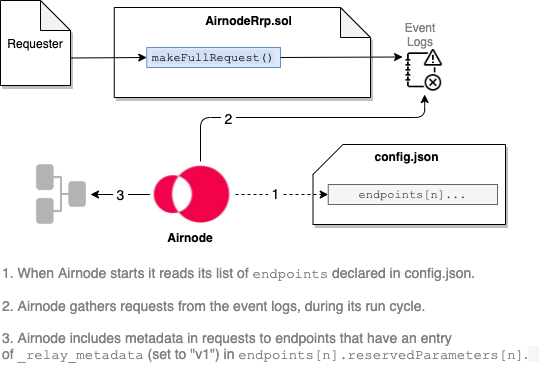 AirnodeRrp.sol
Event
Logs
Requester
makeFullRequest()
2
config.json
endpoints[n]...
3
1
Airnode
1. When Airnode starts it reads its list of endpoints declared in config.json.
2. Airnode gathers requests from the event logs, during its run cycle.
3. Airnode includes metadata in requests to endpoints that have an entry
of _relay_metadata (set to "v1") in endpoints[n].reservedParameters[n].